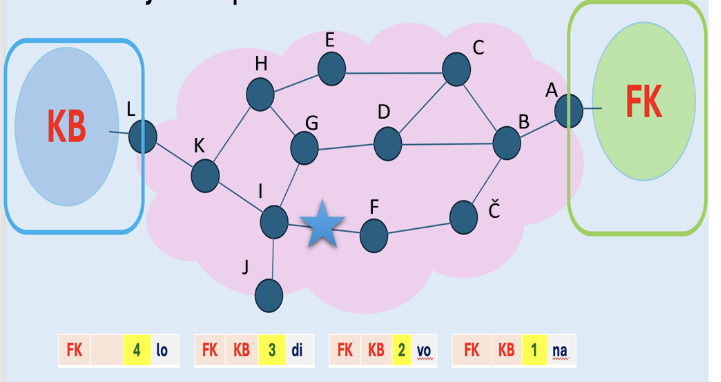 E
C
H
A
KB
FK
L
G
D
B
K
I
F
Č
J
FK 4 lo
FK KB 3 di
FK KB 2 vo
FK KB 1 na